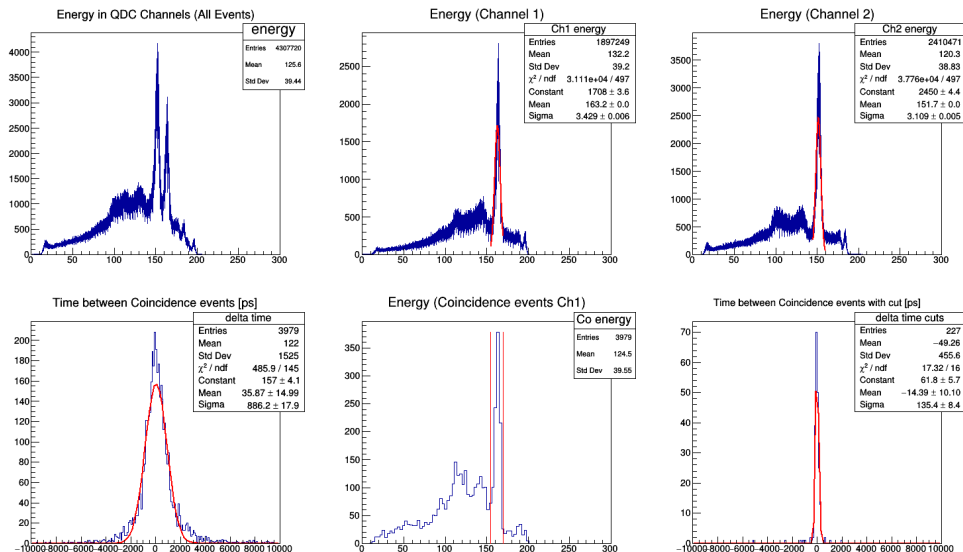 Energy in QDC Channels (All Events)
energy
Entries 4307720
Mean 125.6
Std Dev 39.44
4000
3500
3000
2500
2000
1500
1000
500
0
0 50 100 150 200 250 300
Energy (Channel 1)
Ch1 energy
Entries 1897249
Mean 132.2
Std Dev 39.2
χ² / ndf 3.111e+04 / 497
Constant 1708 ± 3.6
Mean 163.2 ± 0.0
Sigma 3.429 ± 0.006
2500
2000
1500
1000
500
0
0 50 100 150 200 250 300
Energy (Channel 2)
Ch2 energy
Entries 2410471
Mean 120.3
Std Dev 38.83
χ² / ndf 3.776e+04 / 497
Constant 2450 ± 4.4
Mean 151.7 ± 0.0
Sigma 3.109 ± 0.005
3500
3000
2500
2000
1500
1000
500
0
0 50 100 150 200 250 300
Time between Coincidence events [ps]
delta time
Entries 3979
Mean 122
Std Dev 1525
χ² / ndf 485.9 / 145
Constant 157 ± 4.1
Mean 35.87 ± 14.99
Sigma 886.2 ± 17.9
200
180
160
140
120
100
80
60
40
20
0
−10000−8000−6000−4000−2000 0 2000 4000 6000 8000 10000
Energy (Coincidence events Ch1)
Co energy
Entries 3979
Mean 124.5
Std Dev 39.55
350
300
250
200
150
100
50
0
0 50 100 150 200 250 300
Time between Coincidence events with cut [ps]
delta time cuts
Entries 227
Mean −49.26
Std Dev 455.6
χ² / ndf 17.32 / 16
Constant 61.8 ± 5.7
Mean −14.39 ± 10.10
Sigma 135.4 ± 8.4
70
60
50
40
30
20
10
0
−10000−8000−6000−4000−2000 0 2000 4000 6000 8000 10000